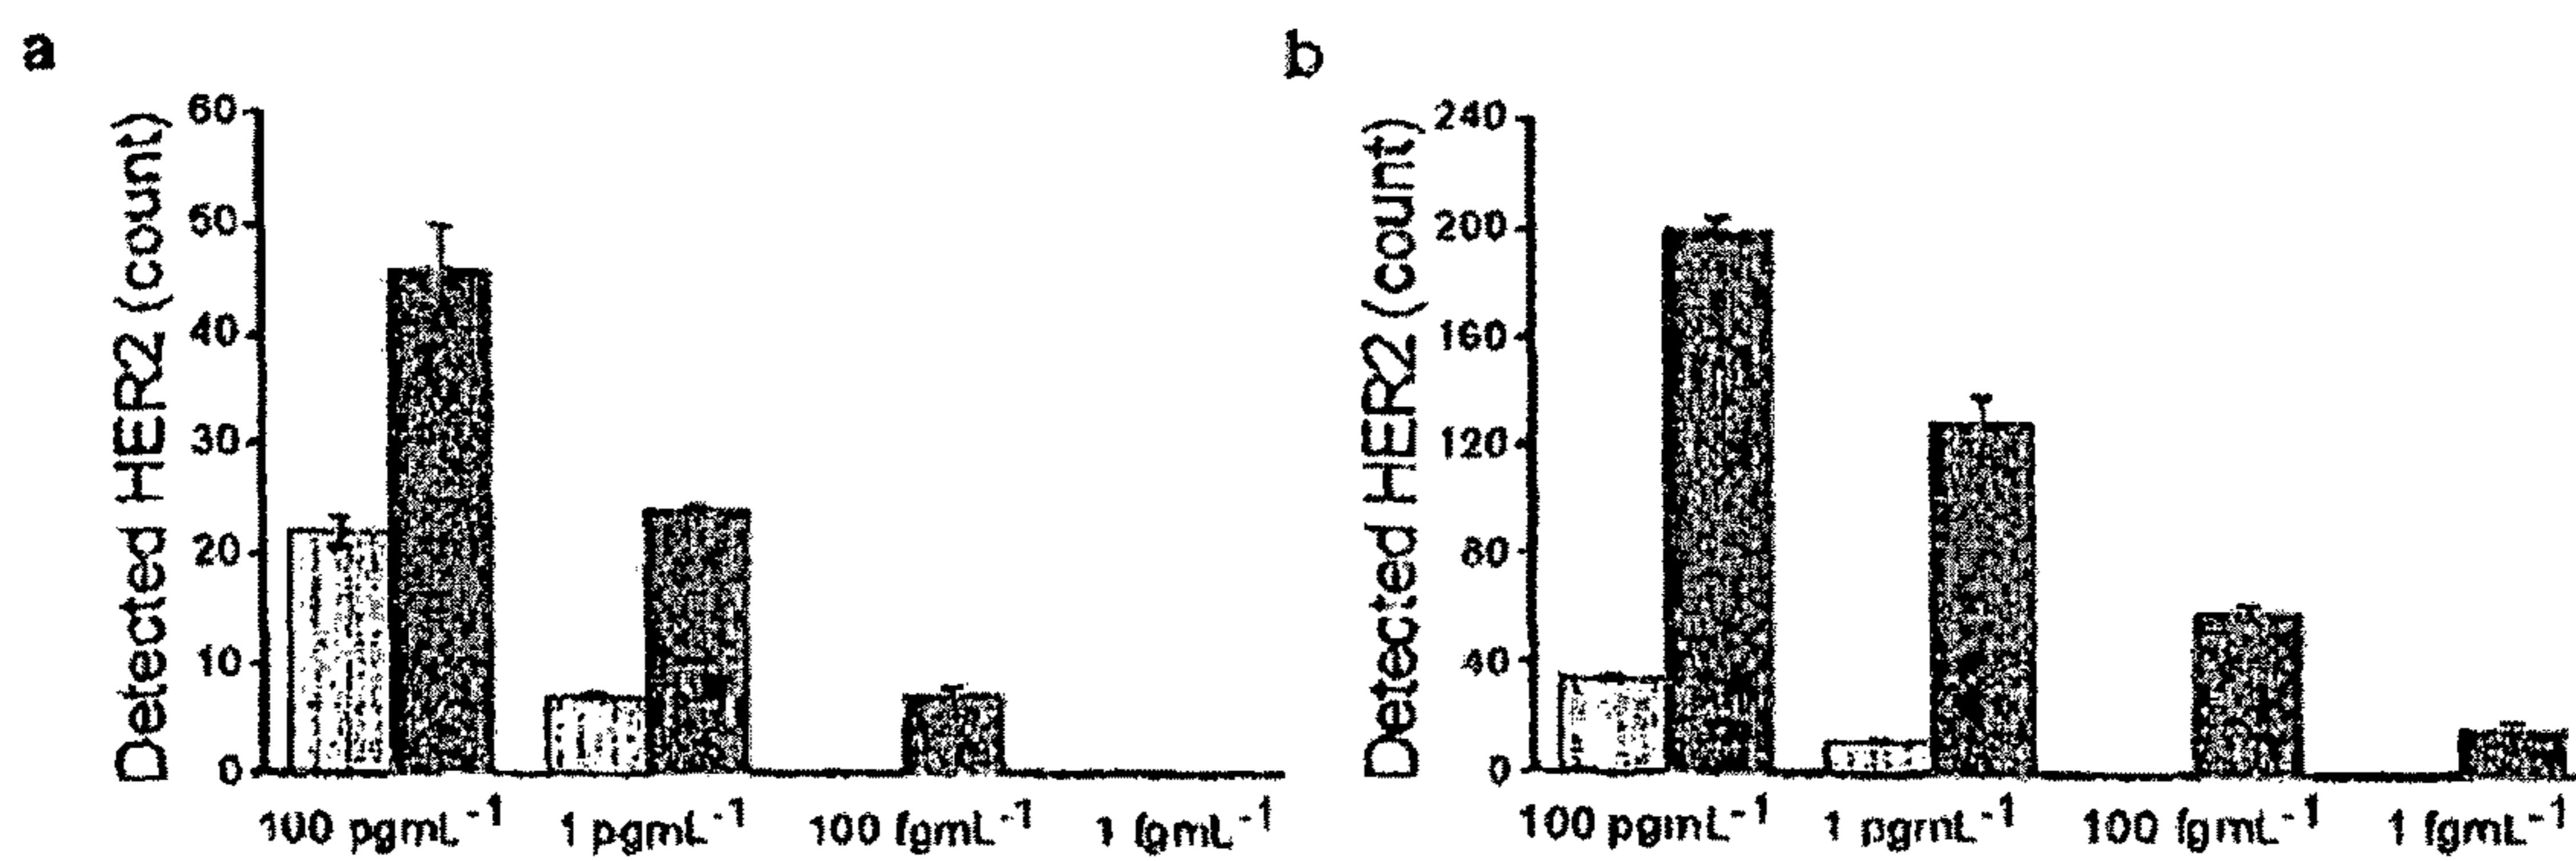 a
Detected HER2 (count)
60
50
40
30
20
10
0
100 pgmL⁻¹ 1 pgmL⁻¹ 100 fgmL⁻¹ 1 fgmL⁻¹
b
Detected HER2 (count)
240
200
160
120
80
40
0
100 pgmL⁻¹ 1 pgmL⁻¹ 100 fgmL⁻¹ 1 fgmL⁻¹